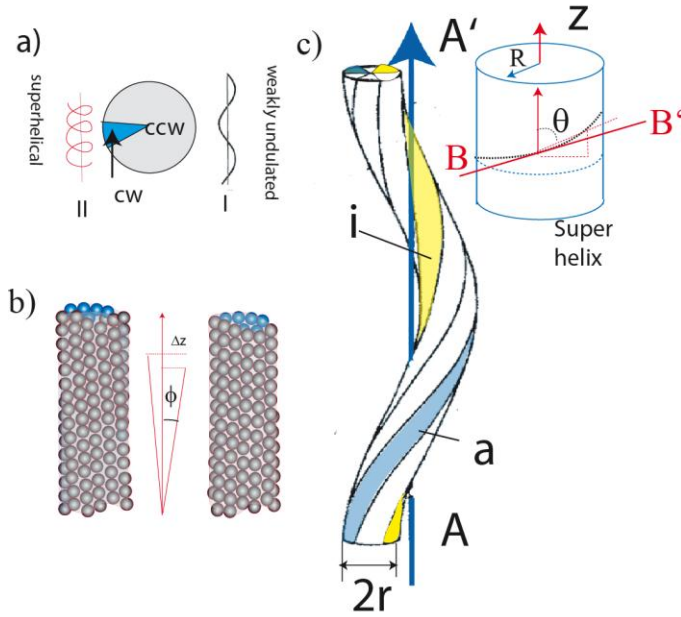 a)
superhelical
II
ccw
cw
I
weakly undulated
b)
Δz
ϕ
c)
A‘
i
a
A
2r
z
R
θ
B
B‘
Super
helix